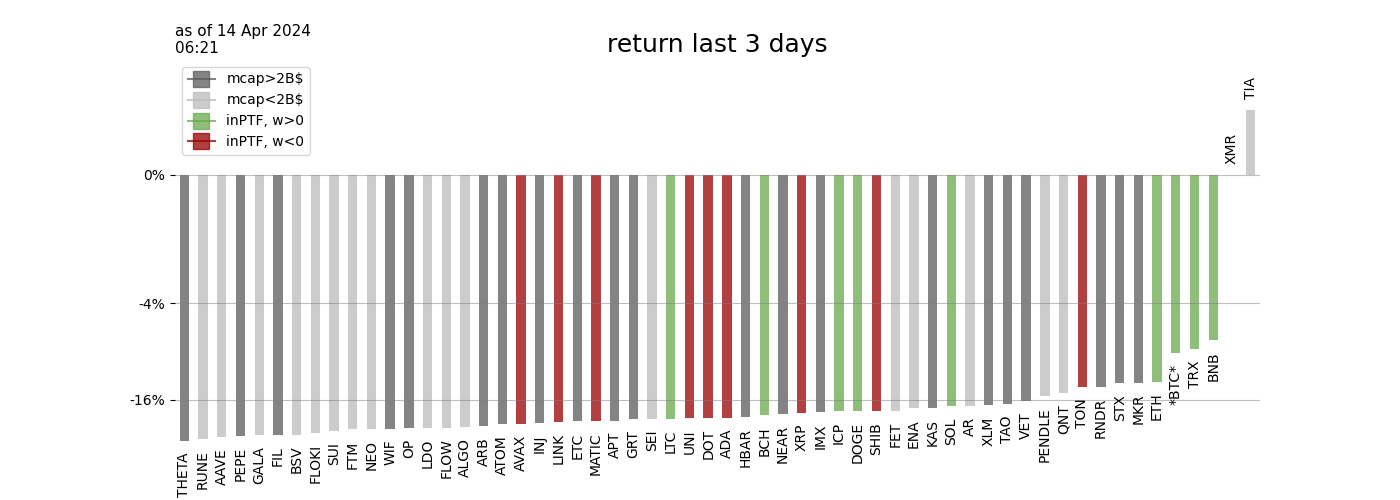 as of 14 Apr 2024
06:21
return last 3 days
mcap>2B$
mcap<2B$
inPTF, w>0
inPTF, w<0
0%
-4%
-16%
THETA
RUNE
AAVE
PEPE
GALA
FIL
BSV
FLOKI
SUI
FTM
NEO
WIF
OP
LDO
FLOW
ALGO
ARB
ATOM
AVAX
INJ
LINK
ETC
MATIC
APT
GRT
SEI
LTC
UNI
DOT
ADA
HBAR
BCH
NEAR
XRP
IMX
ICP
DOGE
SHIB
FET
ENA
KAS
SOL
AR
XLM
TAO
VET
PENDLE
QNT
TON
RNDR
STX
MKR
ETH
*BTC*
TRX
BNB
XMR
TIA